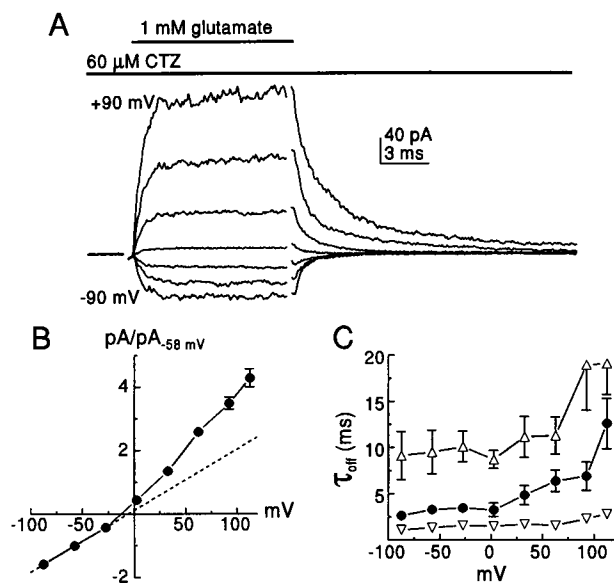 A
1 mM glutamate
60 µM CTZ
+90 mV
40 pA
3 ms
-90 mV
B
pA/pA-58 mV
4
2
-100 -50 0 50 100 mV
-2
C
20
15
10
5
τoff (ms)
-100 -50 0 50 100
mV